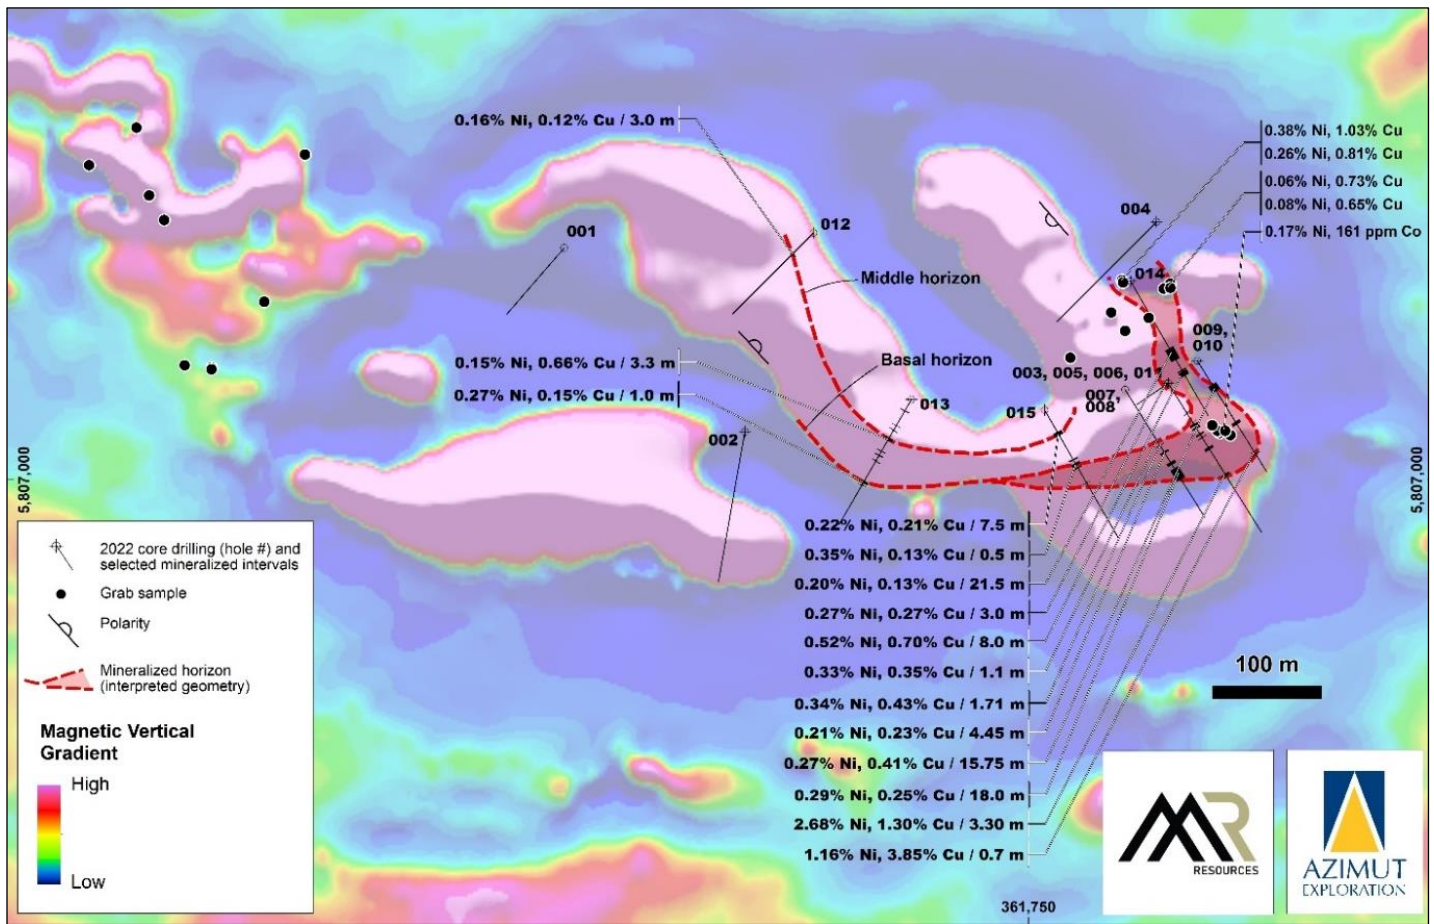 0.16% Ni, 0.12% Cu / 3.0 m
0.38% Ni, 1.03% Cu
0.26% Ni, 0.81% Cu
0.06% Ni, 0.73% Cu
0.08% Ni, 0.65% Cu
0.17% Ni, 161 ppm Co
001
012
004
014
Middle horizon
009,
010
0.15% Ni, 0.66% Cu / 3.3 m
Basal horizon
003, 005, 006, 01
0.27% Ni, 0.15% Cu / 1.0 m
007,
008
013
015
002
5,807,000
5,807,000
0.22% Ni, 0.21% Cu / 7.5 m
0.35% Ni, 0.13% Cu / 0.5 m
0.20% Ni, 0.13% Cu / 21.5 m
0.27% Ni, 0.27% Cu / 3.0 m
0.52% Ni, 0.70% Cu / 8.0 m
0.33% Ni, 0.35% Cu / 1.1 m
0.34% Ni, 0.43% Cu / 1.71 m
0.21% Ni, 0.23% Cu / 4.45 m
0.27% Ni, 0.41% Cu / 15.75 m
0.29% Ni, 0.25% Cu / 18.0 m
2.68% Ni, 1.30% Cu / 3.30 m
1.16% Ni, 3.85% Cu / 0.7 m
100 m
2022 core drilling (hole #) and
selected mineralized intervals
Grab sample
Polarity
Mineralized horizon
(interpreted geometry)
Magnetic Vertical
Gradient
High
Low
RESOURCES
AZIMUT
EXPLORATION
361,750